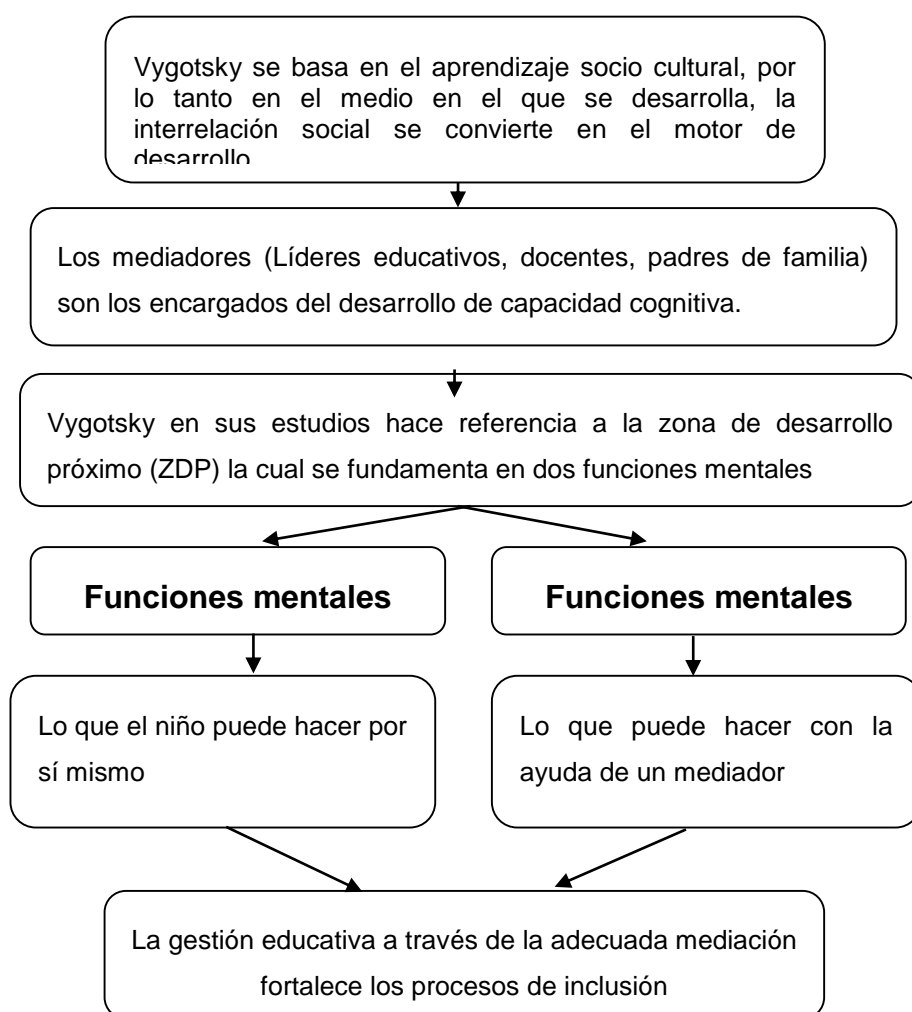 Vygotsky se basa en el aprendizaje socio cultural, por
lo tanto en el medio en el que se desarrolla, la
interrelación social se convierte en el motor de
desarrollo
Los mediadores (Líderes educativos, docentes, padres de familia)
son los encargados del desarrollo de capacidad cognitiva.
Vygotsky en sus estudios hace referencia a la zona de desarrollo
próximo (ZDP) la cual se fundamenta en dos funciones mentales
Funciones mentales
Funciones mentales
Lo que el niño puede hacer por
sí mismo
Lo que puede hacer con la
ayuda de un mediador
La gestión educativa a través de la adecuada mediación
fortalece los procesos de inclusión